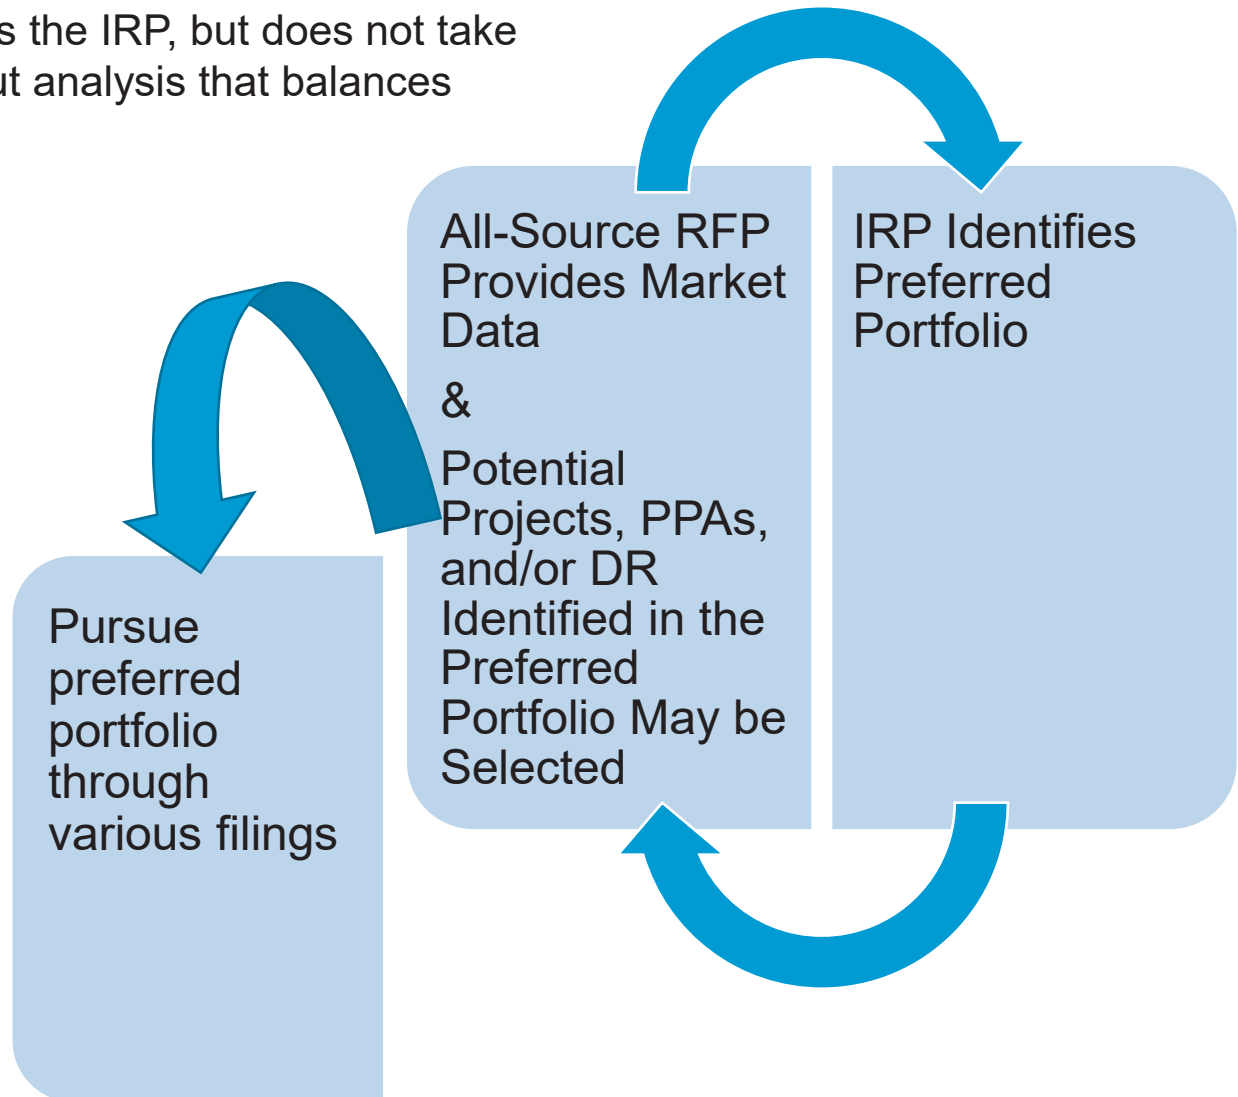 s the IRP, but does not take
ut analysis that balances
All-Source RFP
Provides Market
Data
&
Potential
Projects, PPAs,
and/or DR
Identified in the
Preferred
Portfolio May be
Selected
IRP Identifies
Preferred
Portfolio
Pursue
preferred
portfolio
through
various filings